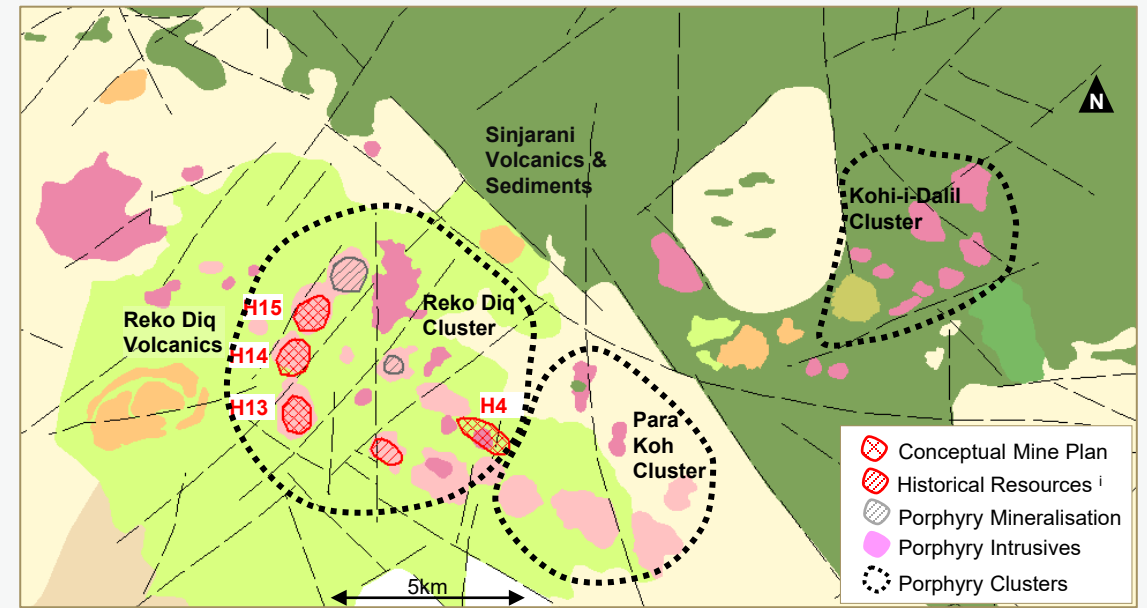 N
Sinjarani
Volcanics &
Sediments
Kohi-i-Dalil
Cluster
H15
Reko Diq
Cluster
Reko Diq
Volcanics
H14
H13
H4
Para
Koh
Cluster
Conceptual Mine Plan
Historical Resources i
Porphyry Mineralisation
Porphyry Intrusives
Porphyry Clusters
5km